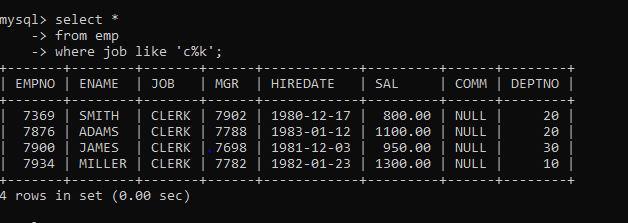 mysql> select *
    -> from emp
    -> where job like 'c%k';
+-------+--------+-------+------+------------+---------+------+--------+
| EMPNO | ENAME  | JOB   | MGR  | HIREDATE   | SAL     | COMM | DEPTNO |
+-------+--------+-------+------+------------+---------+------+--------+
|  7369 | SMITH  | CLERK | 7902 | 1980-12-17 |  800.00 | NULL |     20 |
|  7876 | ADAMS  | CLERK | 7788 | 1983-01-12 | 1100.00 | NULL |     20 |
|  7900 | JAMES  | CLERK | 7698 | 1981-12-03 |  950.00 | NULL |     30 |
|  7934 | MILLER | CLERK | 7782 | 1982-01-23 | 1300.00 | NULL |     10 |
+-------+--------+-------+------+------------+---------+------+--------+
4 rows in set (0.00 sec)